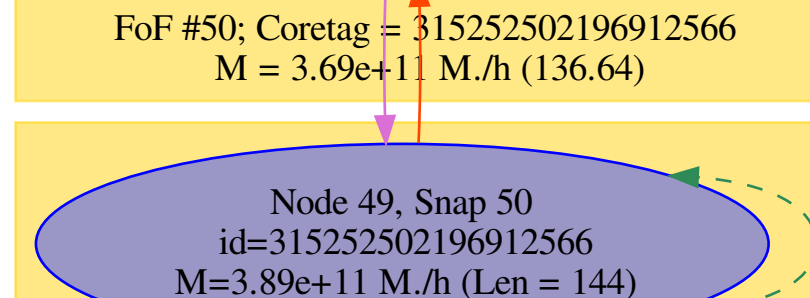 FoF #50; Coretag = 315252502196912566
M = 3.69e+11 M./h (136.64)
Node 49, Snap 50
id=315252502196912566
M=3.89e+11 M./h (Len = 144)